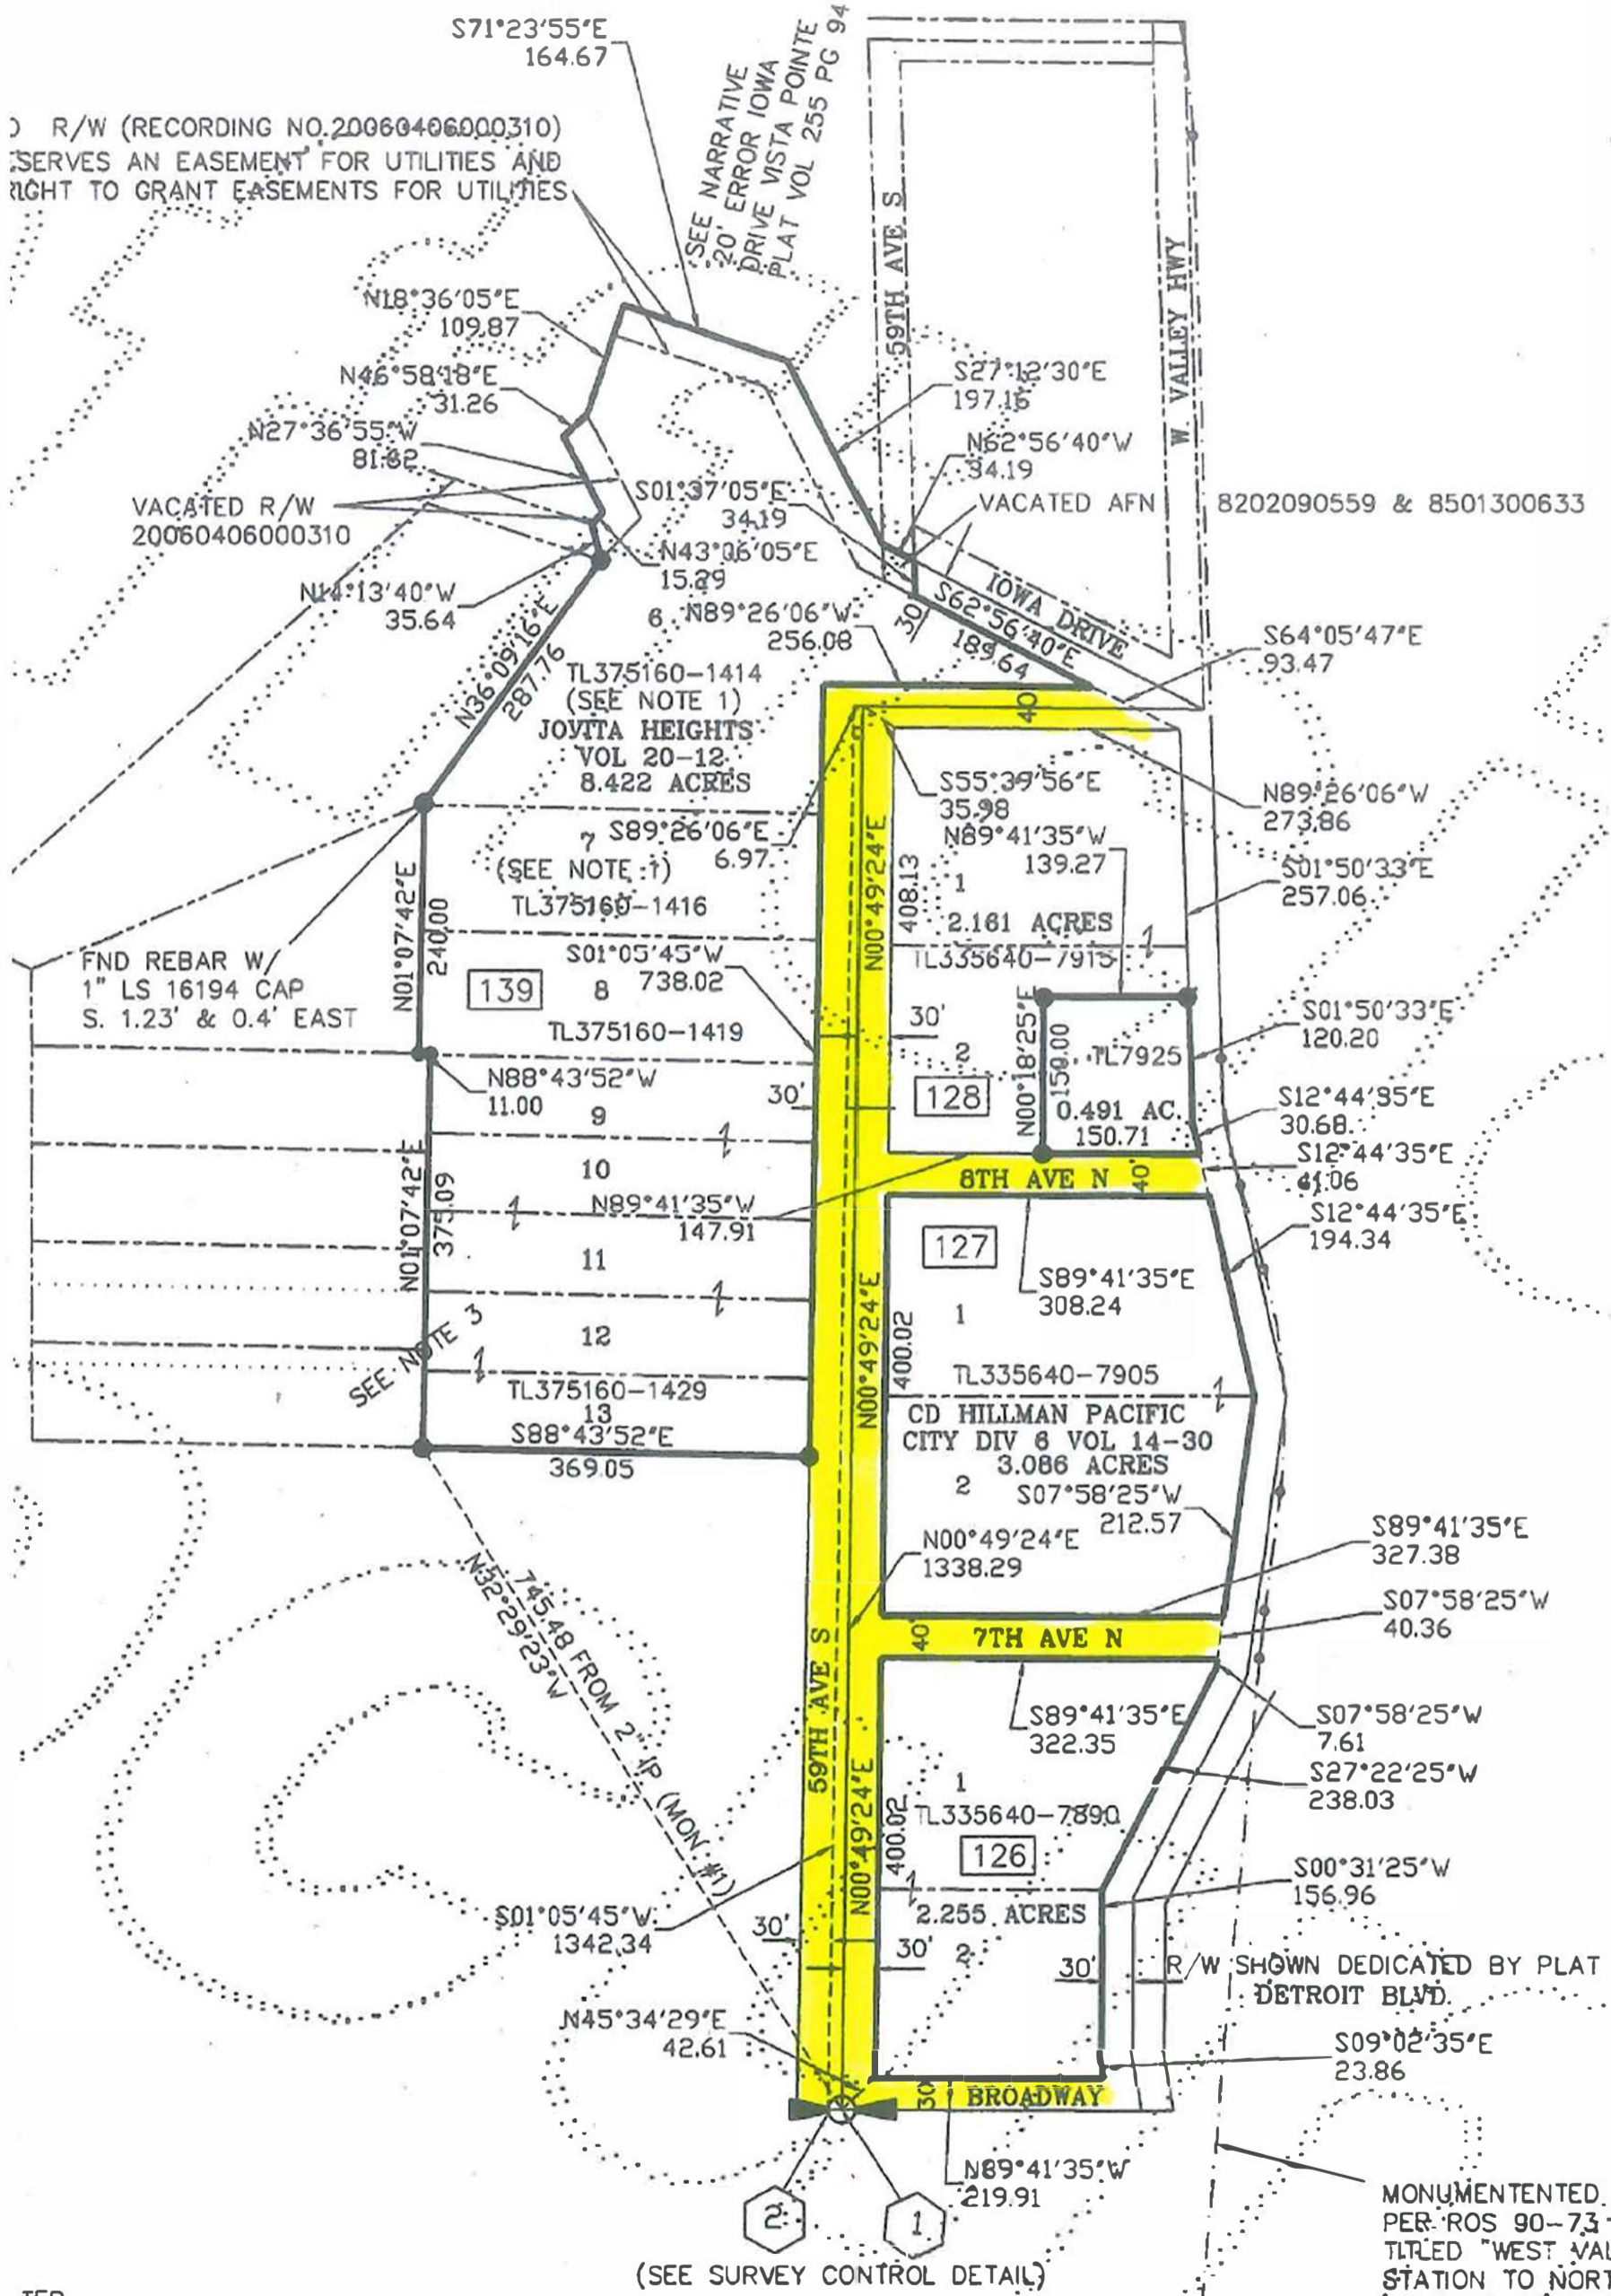 S71°23'55"E
164.67
SEE NARRATIVE
20' ERROR IOWA
DRIVE VISTA POINTE
PLAT VOL 255 PG 94
R/W (RECORDING NO.20060406000310)
SERVES AN EASEMENT FOR UTILITIES AND
RIGHT TO GRANT EASEMENTS FOR UTILITIES
59TH AVE S
W. VALLEY HWY
N18°36'05"E
109.87
N46°58'18"E
31.26
N27°36'55"W
81.62
S27°12'30"E
197.16
N62°56'40"W
34.19
S01°37'05"E
34.19
VACATED AFN 8202090559 & 8501300633
VACATED R/W
20060406000310
N43°06'05"E
15.29
N14°13'40"W
35.64
IOWA DRIVE
30
S62°56'40"E
189.64
N36°09'16"E
287.76
6
N89°26'06"W
256.08
S64°05'47"E
93.47
TL375160-1414
(SEE NOTE 1)
JOVITA HEIGHTS
VOL 20-12
8.422 ACRES
40
S55°39'56"E
35.98
N89°26'06"W
273.86
S89°26'06"E
6.97
7
(SEE NOTE 1)
TL375160-1416
N89°41'35"W
139.27
N00°49'24"E
408.13
1
2.161 ACRES
TL335640-7915
S01°50'33"E
257.06
N01°07'42"E
240.00
FND REBAR W/
1" LS 16194 CAP
S. 1.23' & 0.4' EAST
139
8
S01°05'45"W
738.02
TL375160-1419
30'
2
128
N00°18'25"E
150.00
TL7925
0.491 AC.
150.71
S01°50'33"E
120.20
N88°43'52"W
11.00
30'
9
S12°44'35"E
30.68
S12°44'35"E
41.06
10
8TH AVE N
40'
N01°07'42"E
375.09
N89°41'35"W
147.91
S12°44'35"E
194.34
127
11
S89°41'35"E
308.24
N00°49'24"E
400.02
1
12
SEE NOTE 3
TL335640-7905
TL375160-1429
13
CD HILLMAN PACIFIC
CITY DIV 6 VOL 14-30
3.086 ACRES
S88°43'52"E
369.05
2
S07°58'25"W
212.57
N00°49'24"E
1338.29
S89°41'35"E
327.38
S07°58'25"W
40.36
745.48 FROM 2" IP (MON. #1)
N32°29'23"W
59TH AVE S
40'
7TH AVE N
S89°41'35"E
322.35
S07°58'25"W
7.61
S27°22'25"W
238.03
N00°49'24"E
400.02
1
TL335640-7890
126
S00°31'25"W
156.96
S01°05'45"W
1342.34
2.255 ACRES
30'
30'
2
30'
R/W SHOWN DEDICATED BY PLAT
DETROIT BLVD.
N45°34'29"E
42.61
S09°02'35"E
23.86
30'
BROADWAY
N89°41'35"W
219.91
2
1
(SEE SURVEY CONTROL DETAIL)
MONUMENTENTED
PER ROS 90-73
TITLED "WEST VAL
STATION TO NORT